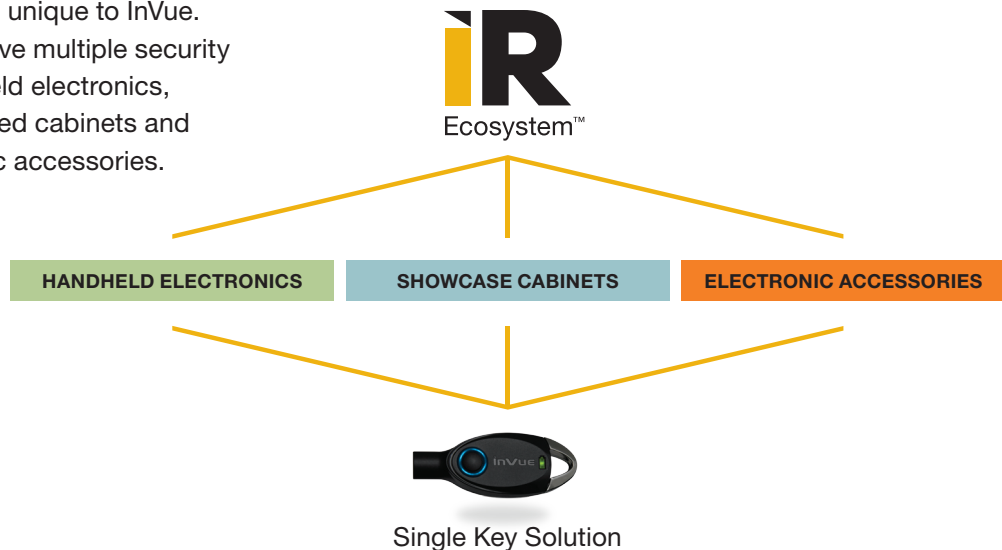 unique to InVue.
ve multiple security
ld electronics,
ed cabinets and
c accessories.
iR
Ecosystem™
HANDHELD ELECTRONICS
SHOWCASE CABINETS
ELECTRONIC ACCESSORIES
InVue
Single Key Solution